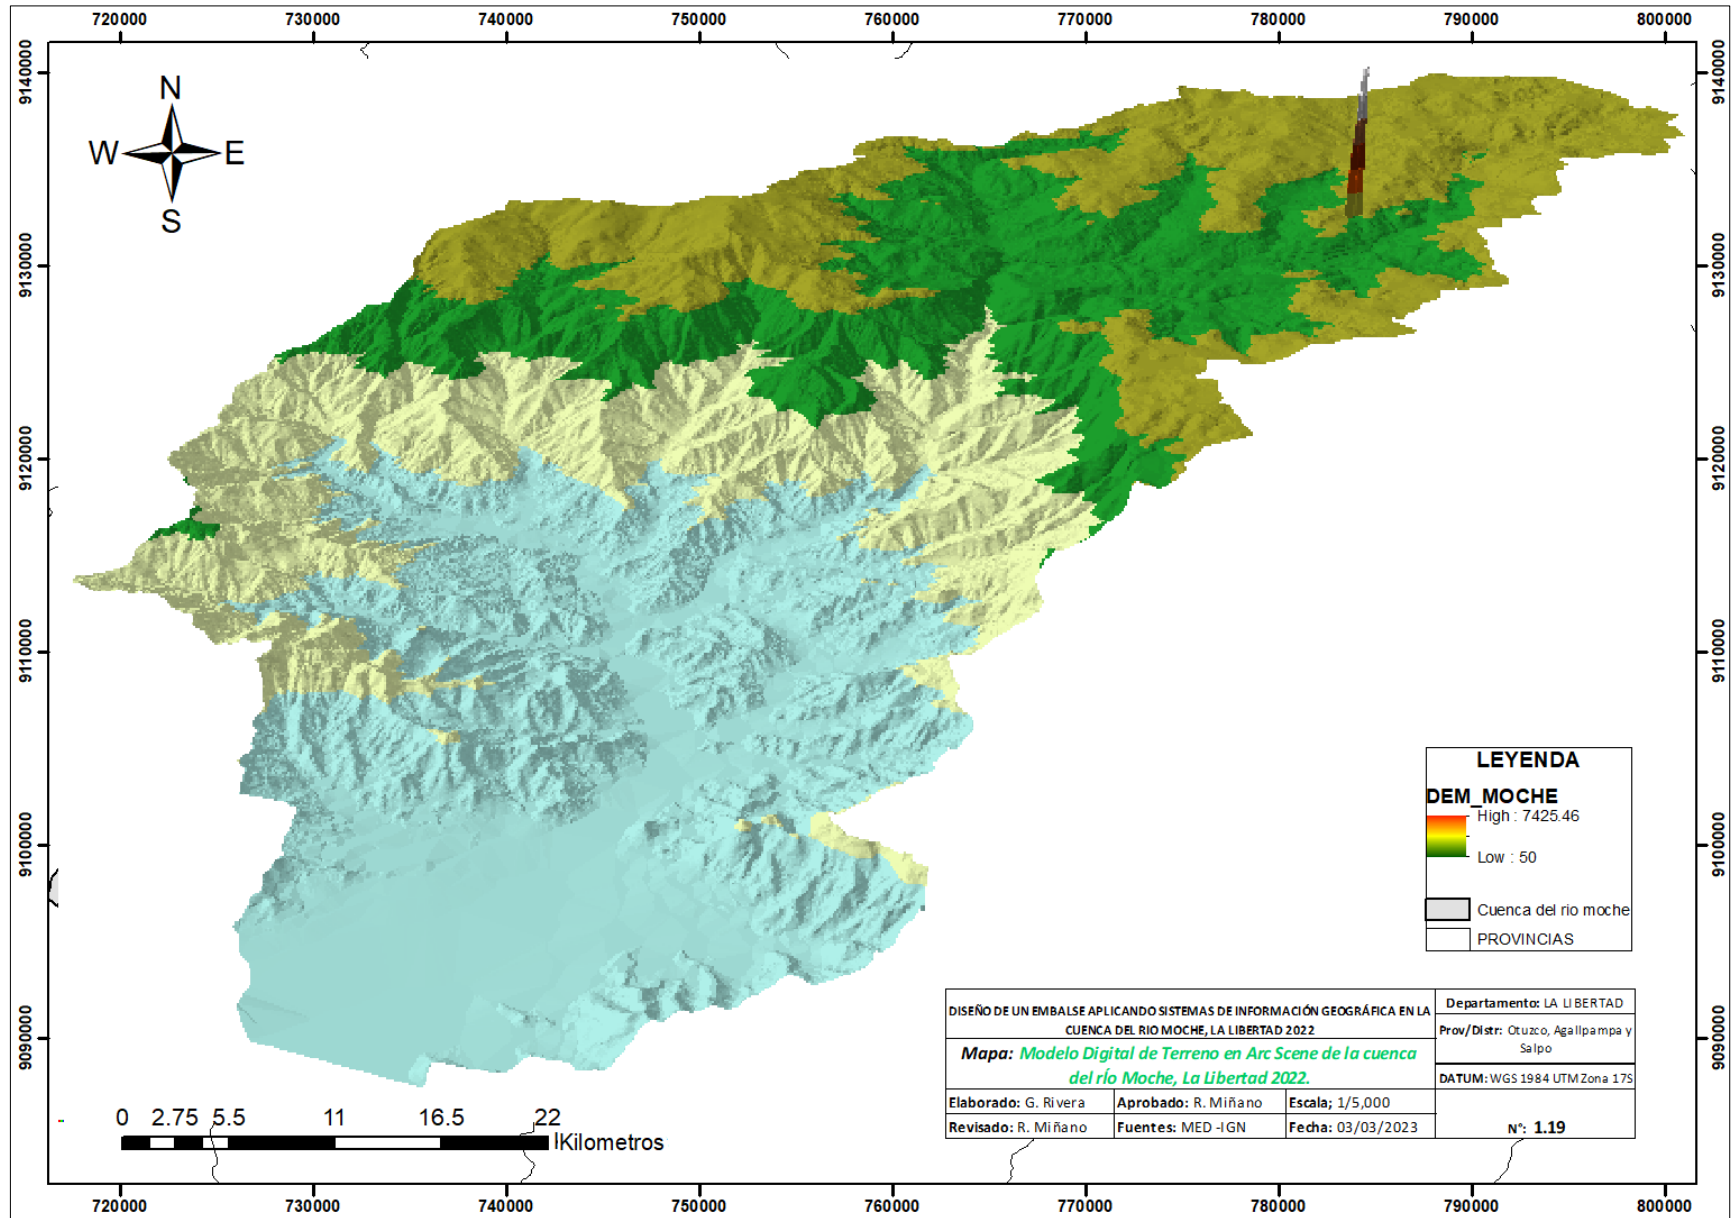 720000 730000 740000 750000 760000 770000 780000 790000 800000
9140000 9140000
9130000 9130000
9120000 9120000
9110000 9110000
9100000 9100000
9090000 9090000
N
W E
S
LEYENDA
DEM_MOCHE
High : 7425.46
Low : 50
Cuenca del rio moche
PROVINCIAS
DISEÑO DE UN EMBALSE APLICANDO SISTEMAS DE INFORMACIÓN GEOGRÁFICA EN LA
CUENCA DEL RIO MOCHE, LA LIBERTAD 2022
Mapa: Modelo Digital de Terreno en Arc Scene de la cuenca
del río Moche, La Libertad 2022.
Elaborado: G. Rivera Aprobado: R. Miñano Escala; 1/5,000
Revisado: R. Miñano Fuentes: MED -IGN Fecha: 03/03/2023
Departamento: LA LIBERTAD
Prov/Distr: Otuzco, Agallpampa y
Salpo
DATUM: WGS 1984 UTM Zona 17S
N°: 1.19
0 2.75 5.5 11 16.5 22
Kilometros
720000 730000 740000 750000 760000 770000 780000 790000 800000